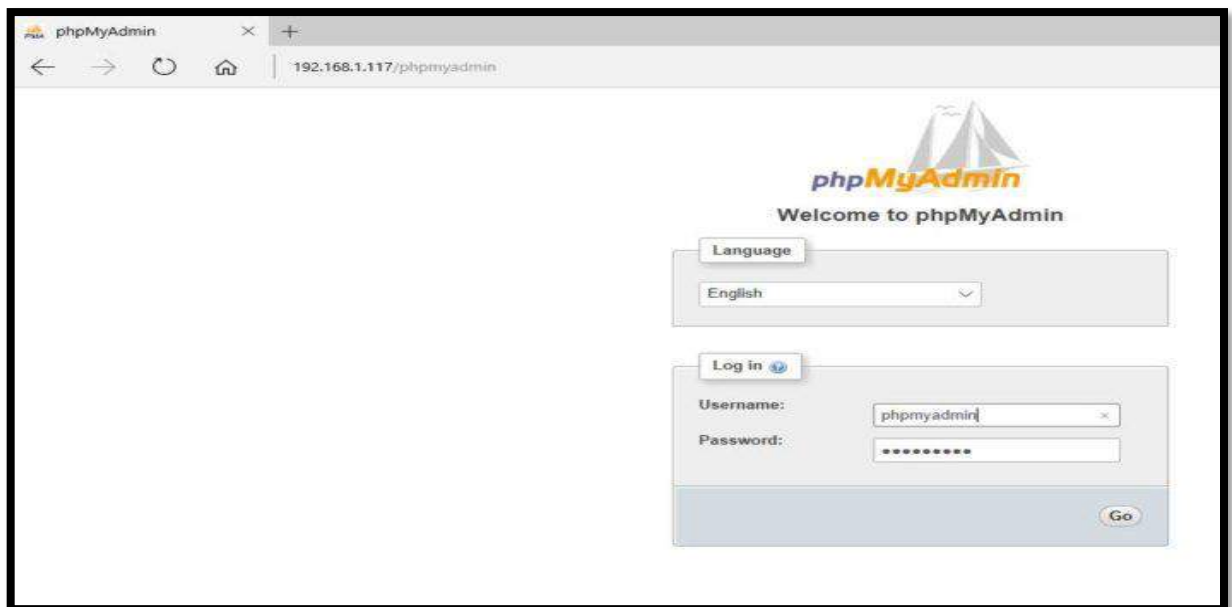 phpMyAdmin
192.168.1.117/phpmyadmin
phpMyAdmin
Welcome to phpMyAdmin
Language
English
Log in
Username:
phpmyadmin
Password:
•••••••••
Go